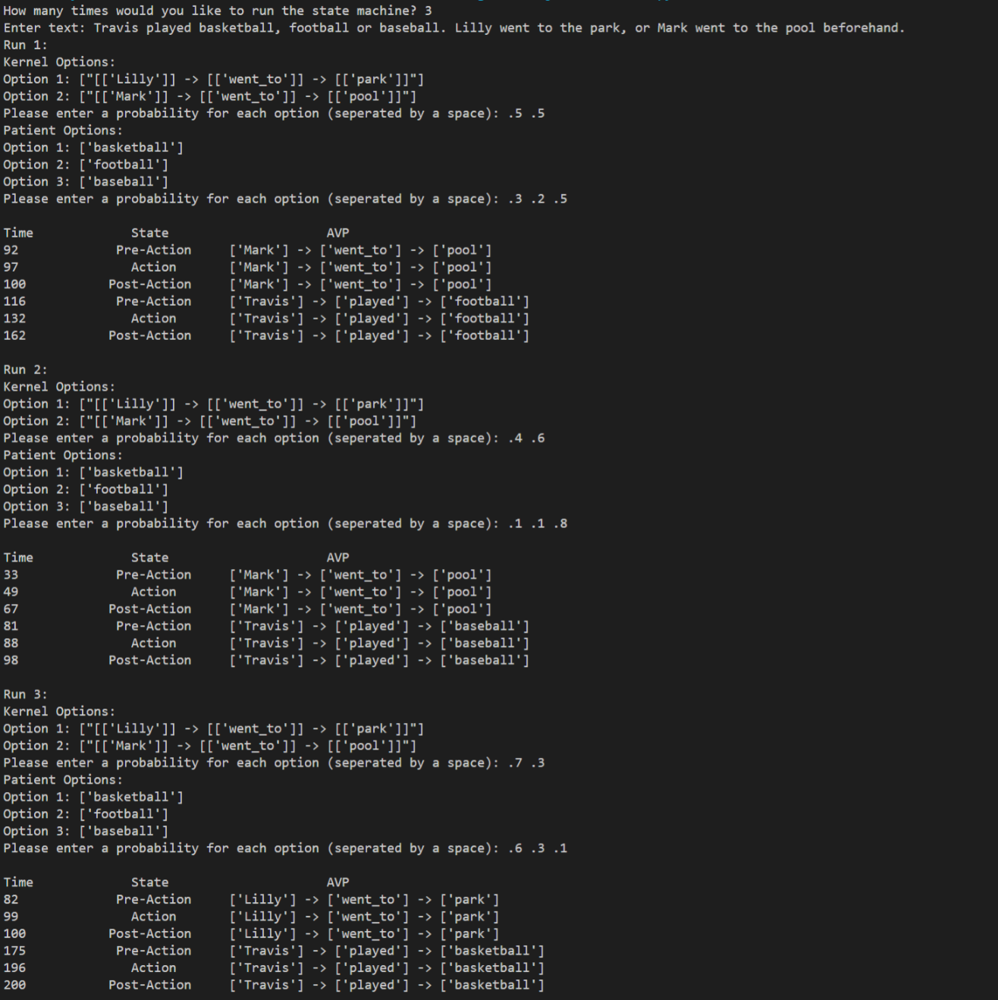 How many times would you like to run the state machine? 3
Enter text: Travis played basketball, football or baseball. Lilly went to the park, or Mark went to the pool beforehand.
Run 1:
Kernel Options:
Option 1: ["[['Lilly']] -> [['went_to']] -> [['park']]"]
Option 2: ["[['Mark']] -> [['went_to']] -> [['pool']]"]
Please enter a probability for each option (seperated by a space): .5 .5
Patient Options:
Option 1: ['basketball']
Option 2: ['football']
Option 3: ['baseball']
Please enter a probability for each option (seperated by a space): .3 .2 .5
Time State AVP
92 Pre-Action ['Mark'] -> ['went_to'] -> ['pool']
97 Action ['Mark'] -> ['went_to'] -> ['pool']
100 Post-Action ['Mark'] -> ['went_to'] -> ['pool']
116 Pre-Action ['Travis'] -> ['played'] -> ['football']
132 Action ['Travis'] -> ['played'] -> ['football']
162 Post-Action ['Travis'] -> ['played'] -> ['football']
Run 2:
Kernel Options:
Option 1: ["[['Lilly']] -> [['went_to']] -> [['park']]"]
Option 2: ["[['Mark']] -> [['went_to']] -> [['pool']]"]
Please enter a probability for each option (seperated by a space): .4 .6
Patient Options:
Option 1: ['basketball']
Option 2: ['football']
Option 3: ['baseball']
Please enter a probability for each option (seperated by a space): .1 .1 .8
Time State AVP
33 Pre-Action ['Mark'] -> ['went_to'] -> ['pool']
49 Action ['Mark'] -> ['went_to'] -> ['pool']
67 Post-Action ['Mark'] -> ['went_to'] -> ['pool']
81 Pre-Action ['Travis'] -> ['played'] -> ['baseball']
88 Action ['Travis'] -> ['played'] -> ['baseball']
98 Post-Action ['Travis'] -> ['played'] -> ['baseball']
Run 3:
Kernel Options:
Option 1: ["[['Lilly']] -> [['went_to']] -> [['park']]"]
Option 2: ["[['Mark']] -> [['went_to']] -> [['pool']]"]
Please enter a probability for each option (seperated by a space): .7 .3
Patient Options:
Option 1: ['basketball']
Option 2: ['football']
Option 3: ['baseball']
Please enter a probability for each option (seperated by a space): .6 .3 .1
Time State AVP
82 Pre-Action ['Lilly'] -> ['went_to'] -> ['park']
99 Action ['Lilly'] -> ['went_to'] -> ['park']
100 Post-Action ['Lilly'] -> ['went_to'] -> ['park']
175 Pre-Action ['Travis'] -> ['played'] -> ['basketball']
196 Action ['Travis'] -> ['played'] -> ['basketball']
200 Post-Action ['Travis'] -> ['played'] -> ['basketball']